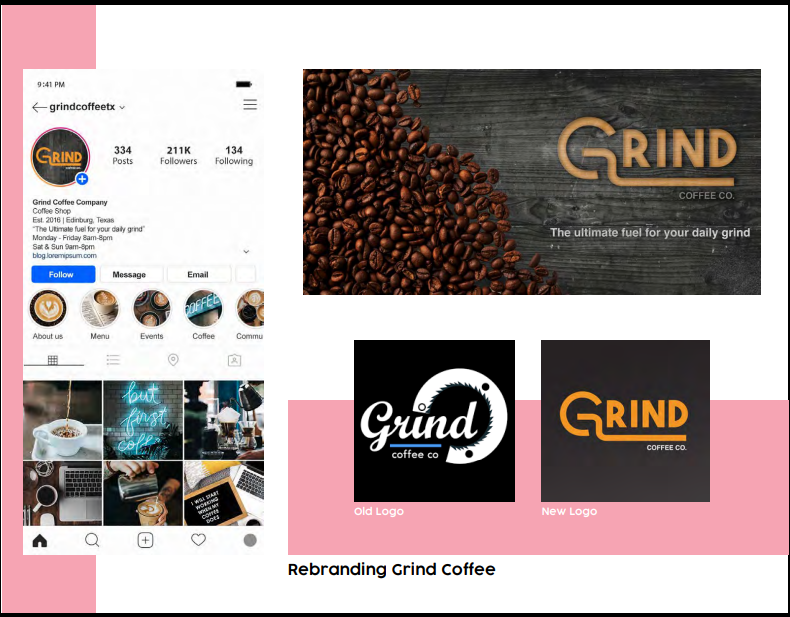 9:41 PM
grindcoffeetx
GRIND
COFFEE CO.
334
Posts
211K
Followers
134
Following
Grind Coffee Company
Coffee Shop
Est. 2016 | Edinburg, Texas
"The Ultimate fuel for your daily grind"
Monday - Friday 8am-8pm
Sat & Sun 9am-8pm
blog.loremipsum.com
Follow
Message
Email
COFFEE
About us
Menu
Events
Coffee
Commu
but
first
coffe
I WILL START
WORKING
WHEN MY
COFFEE
DOES
GRIND
COFFEE CO.
The ultimate fuel for your daily grind
Grind
coffee co
GRIND
COFFEE CO.
Old Logo
New Logo
Rebranding Grind Coffee